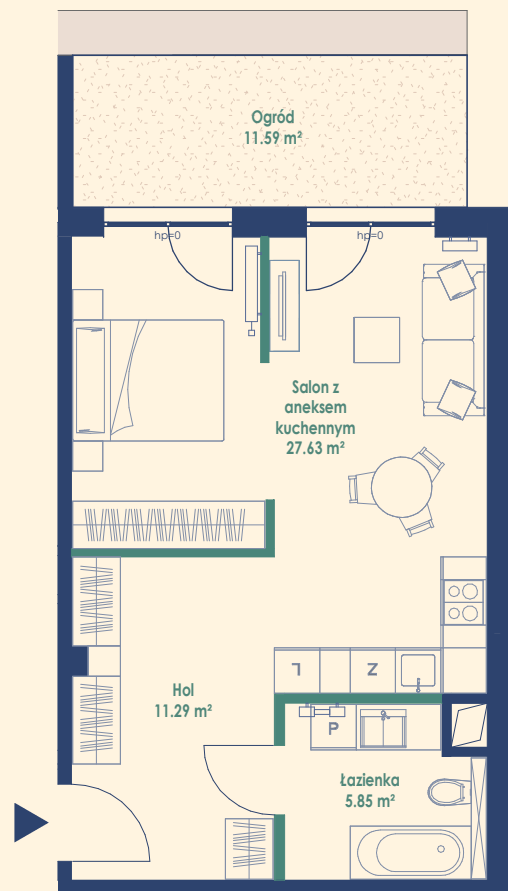 Ogród
11.59 m²
hp=0
hp=0
Salon z
aneksem
kuchennym
27.63 m²
L
Z
Hol
11.29 m²
P
Łazienka
5.85 m²